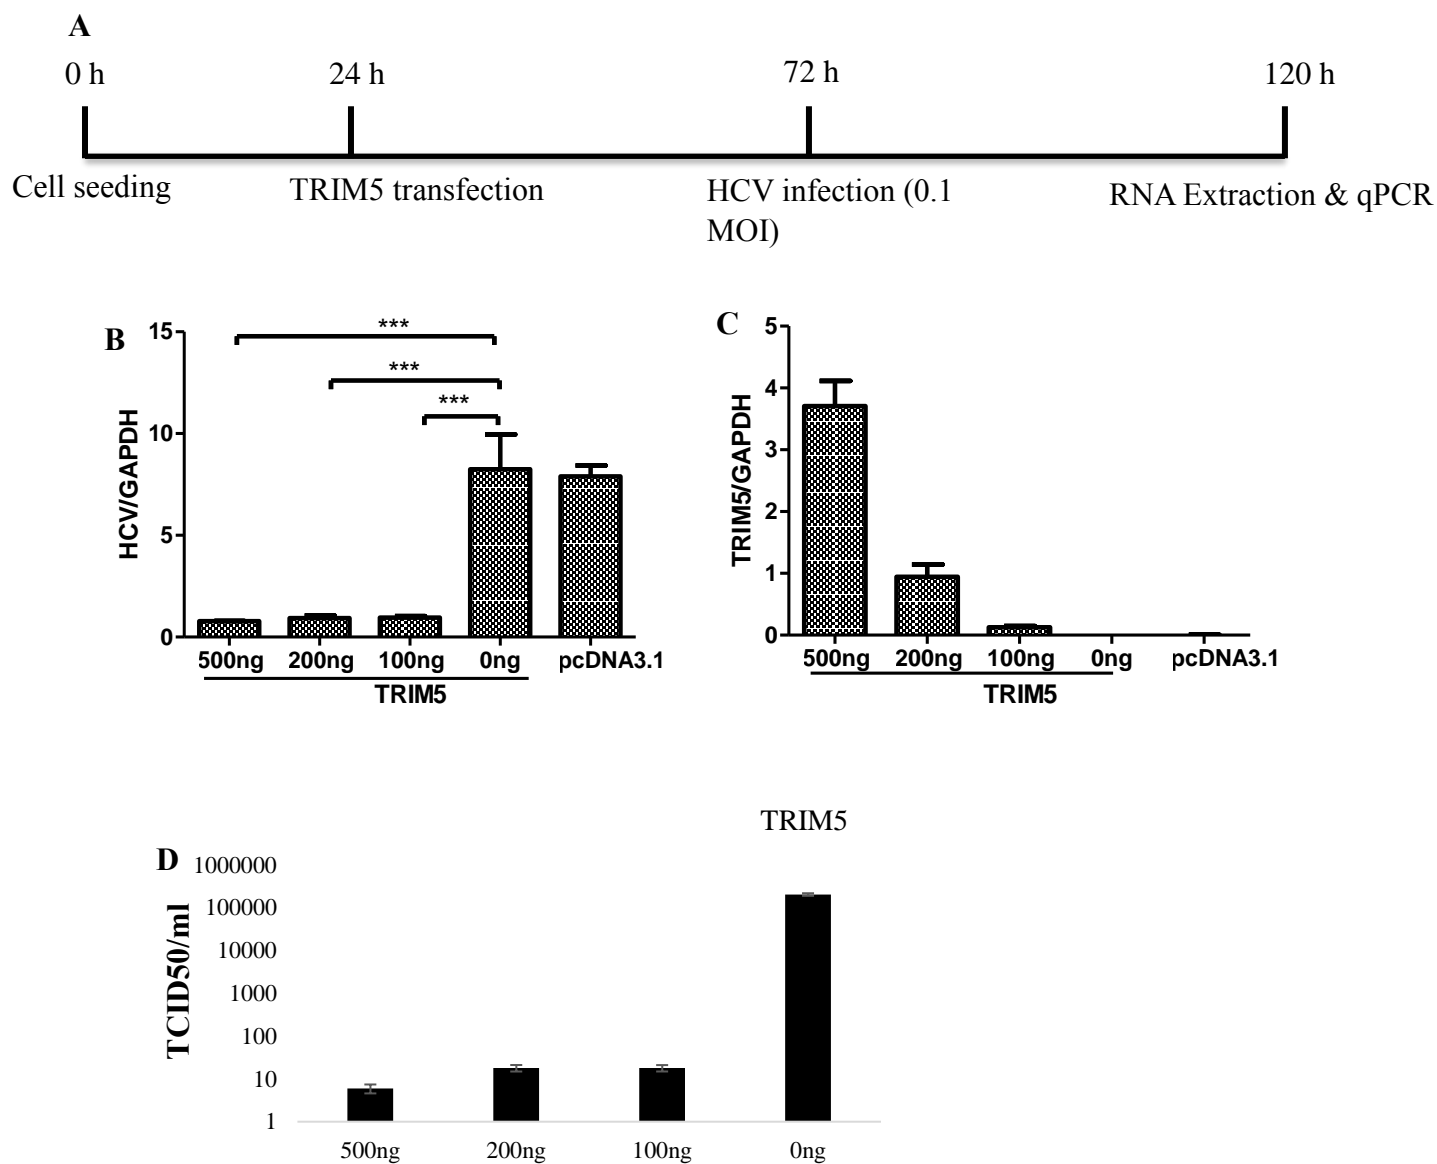 A
0 h 24 h 72 h 120 h
Cell seeding TRIM5 transfection HCV infection (0.1 RNA Extraction & qPCR
MOI)
B
HCV/GAPDH
15
10
5
0
***
***
***
500ng 200ng 100ng 0ng pcDNA3.1
TRIM5
C
TRIM5/GAPDH
5
4
3
2
1
0
500ng 200ng 100ng 0ng pcDNA3.1
TRIM5
TRIM5
D
TCID50/ml
1000000
100000
10000
1000
100
10
1
500ng 200ng 100ng 0ng